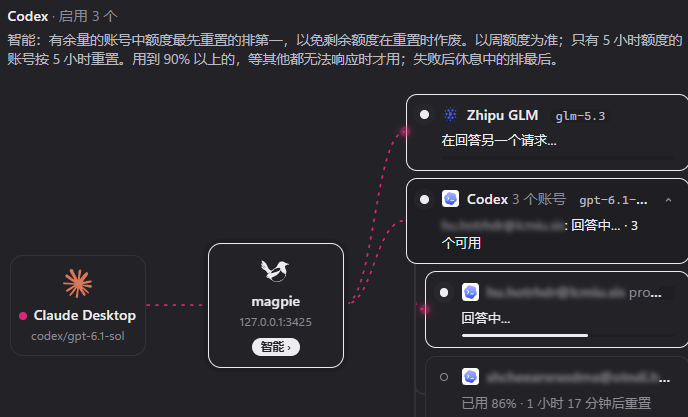 Codex · 启用 3 个
智能：有余量的账号中额度最先重置的排第一，以免剩余额度在重置时作废。以周额度为准；只有 5 小时额度的
账号按 5 小时重置。用到 90% 以上的，等其他都无法响应时才用；失败后休息中的排最后。
Zhipu GLM glm-5.3
在回答另一个请求...
Codex 3 个账号 gpt-6.1-...
: 回答中... · 3
个可用
Claude Desktop
codex/gpt-6.1-sol
magpie
127.0.0.1:3425
智能 ›
pro...
回答中...
已用 86% · 1 小时 17 分钟后重置